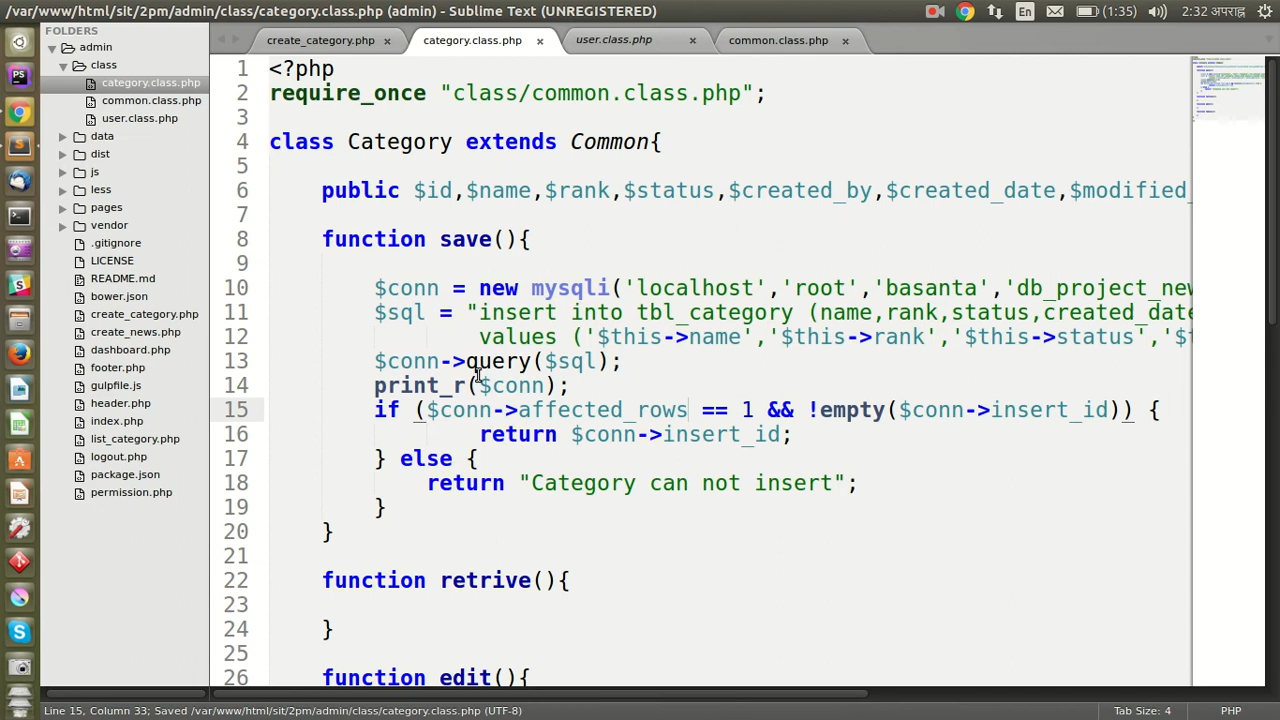 /var/www/html/sit/2pm/admin/class/category.class.php (admin) - Sublime Text (UNREGISTERED)
En
(1:35)
2:32 अपराह्न
FOLDERS
admin
class
category.class.php
common.class.php
user.class.php
data
dist
js
less
pages
vendor
.gitignore
LICENSE
README.md
bower.json
create_category.php
create_news.php
dashboard.php
footer.php
gulpfile.js
header.php
index.php
list_category.php
logout.php
package.json
permission.php
create_category.php ×
category.class.php ×
user.class.php ×
common.class.php ×
1 <?php
2 require_once "class/common.class.php";
3
4 class Category extends Common{
5
6 public $id,$name,$rank,$status,$created_by,$created_date,$modified_
7
8 function save(){
9
10 $conn = new mysqli('localhost','root','basanta','db_project_new
11 $sql = "insert into tbl_category (name,rank,status,created_date
12 values ('$this->name','$this->rank','$this->status','$t
13 $conn->query($sql);
14 print_r($conn);
15 if ($conn->affected_rows == 1 && !empty($conn->insert_id)) {
16 return $conn->insert_id;
17 } else {
18 return "Category can not insert";
19 }
20 }
21
22 function retrive(){
23
24 }
25
26 function edit(){
Line 15, Column 33; Saved /var/www/html/sit/2pm/admin/class/category.class.php (UTF-8)
Tab Size: 4
PHP